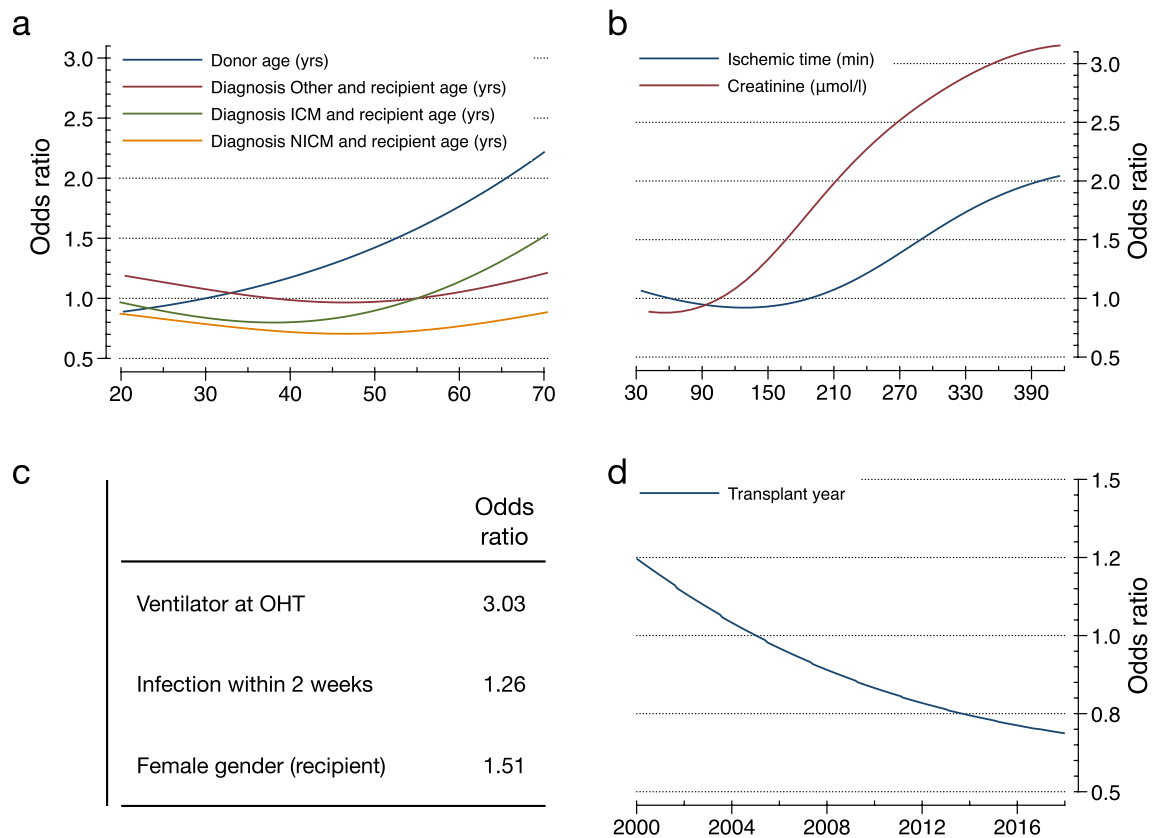 a
3.0
2.5
2.0
1.5
1.0
0.5
Odds ratio
Donor age (yrs)
Diagnosis Other and recipient age (yrs)
Diagnosis ICM and recipient age (yrs)
Diagnosis NICM and recipient age (yrs)
20 30 40 50 60 70
b
Ischemic time (min)
Creatinine (μmol/l)
3.0
2.5
2.0
1.5
1.0
0.5
Odds ratio
30 90 150 210 270 330 390
c
Odds
ratio
Ventilator at OHT 3.03
Infection within 2 weeks 1.26
Female gender (recipient) 1.51
d
Transplant year
1.5
1.2
1.0
0.8
0.5
Odds ratio
2000 2004 2008 2012 2016